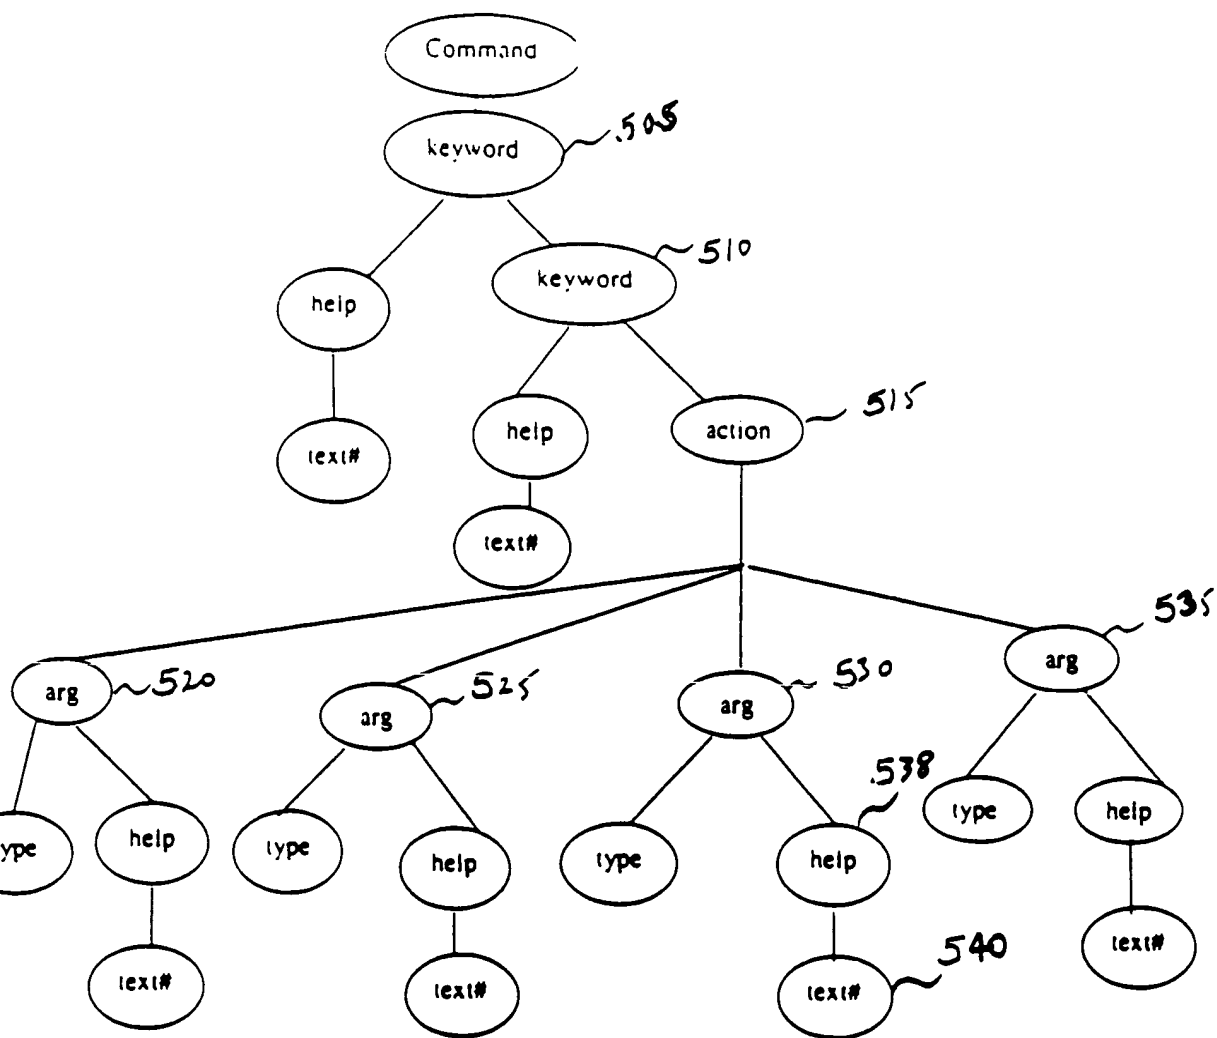 Command
keyword
.505
keyword
510
help
action
515
help
text#
text#
535
arg
520
arg
525
arg
530
arg
.538
type
help
ype
help
type
help
type
help
text#
540
text#
text#
text#